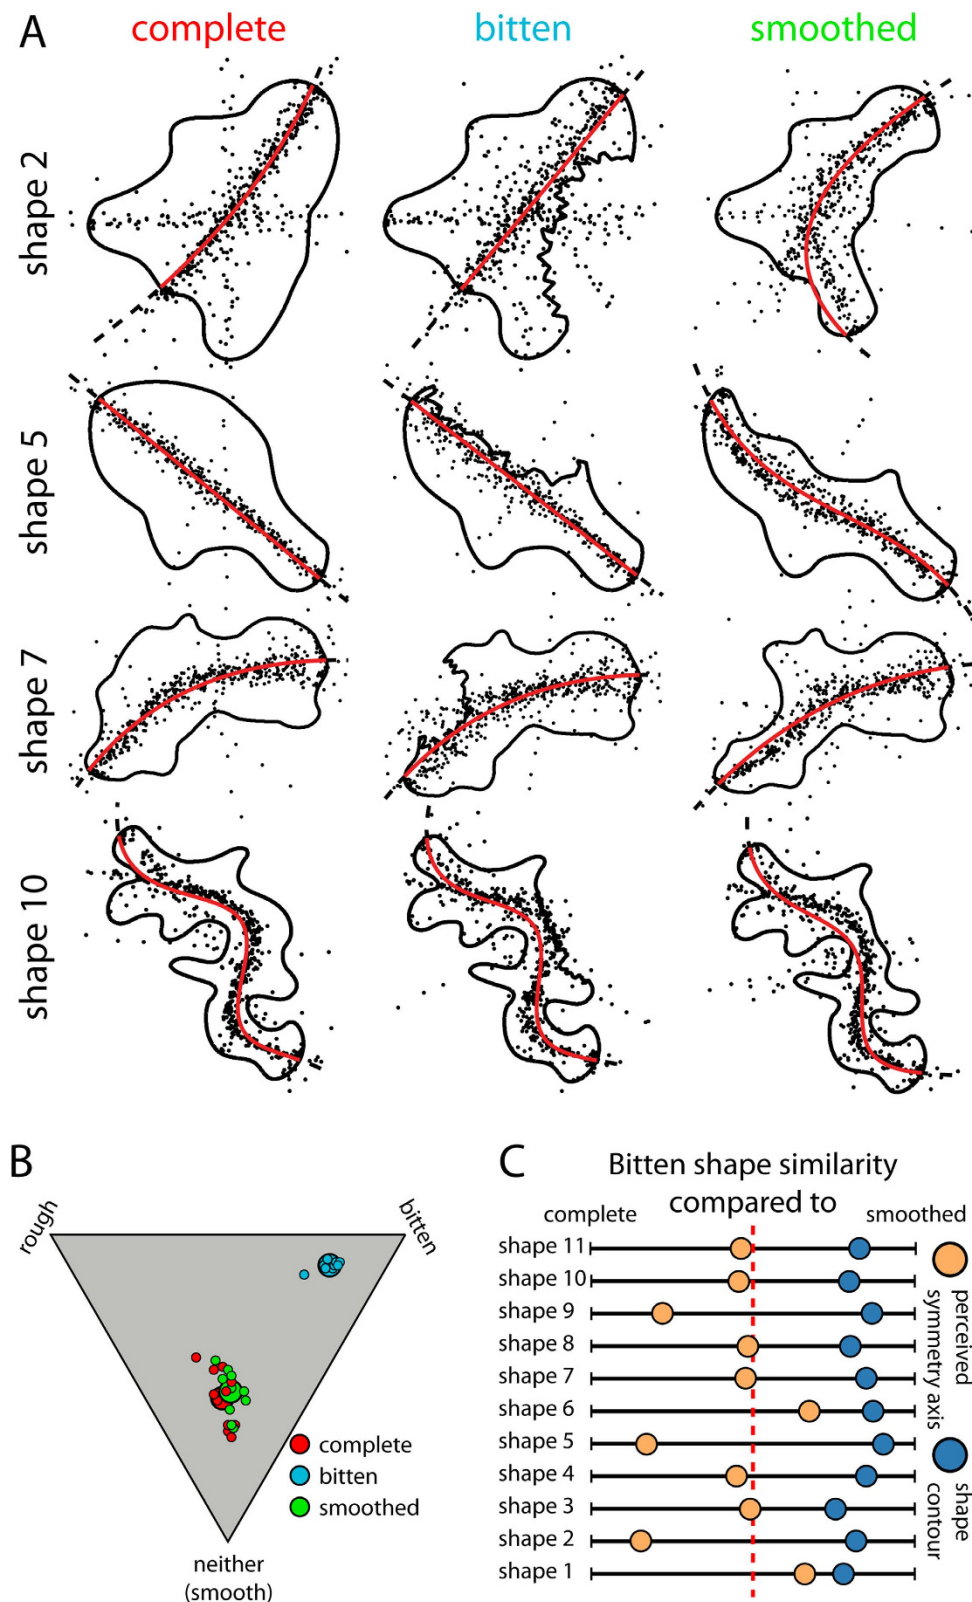 A
complete
bitten
smoothed
shape 2
shape 5
shape 7
shape 10
B
rough
bitten
neither
(smooth)
complete
bitten
smoothed
C
Bitten shape similarity
compared to
complete
smoothed
shape 11
shape 10
shape 9
shape 8
shape 7
shape 6
shape 5
shape 4
shape 3
shape 2
shape 1
perceived
symmetry axis
shape
contour